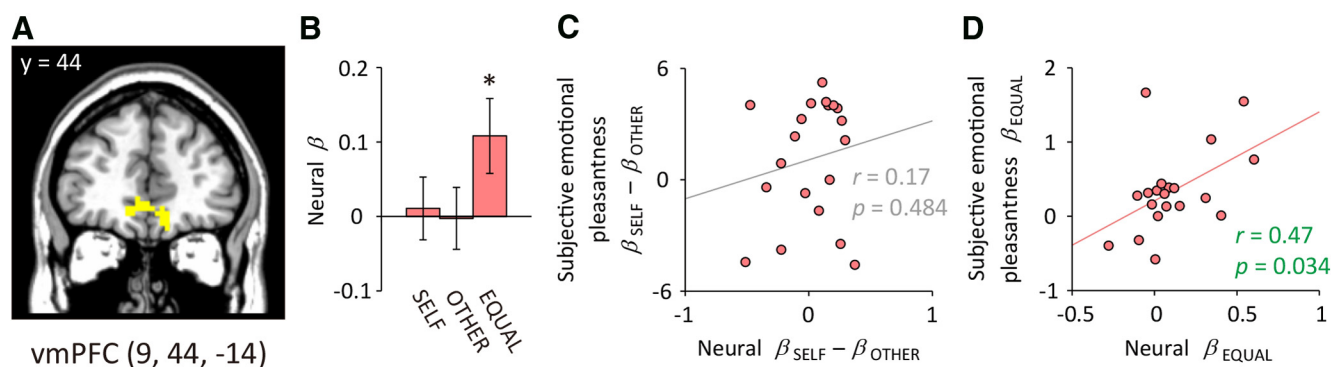 A
y = 44
vmPFC (9, 44, -14)
B
Neural β
0.2
0.1
0
-0.1
SELF
OTHER
EQUAL
*
C
Subjective emotional
pleasantness
β SELF – β OTHER
6
0
-6
-1
0
1
r = 0.17
p = 0.484
Neural β SELF – β OTHER
D
Subjective emotional
pleasantness β EQUAL
2
1
0
-1
-0.5
0
0.5
1
r = 0.47
p = 0.034
Neural β EQUAL